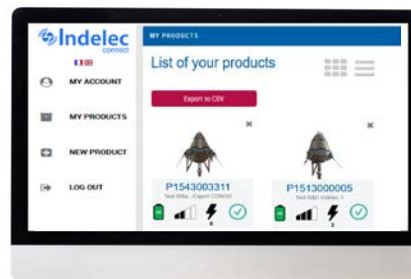 Indelec
connect
MY PRODUCTS
MY ACCOUNT
MY PRODUCTS
NEW PRODUCT
LOG OUT
List of your products
Export to CSV
P1543003311
P1513000005